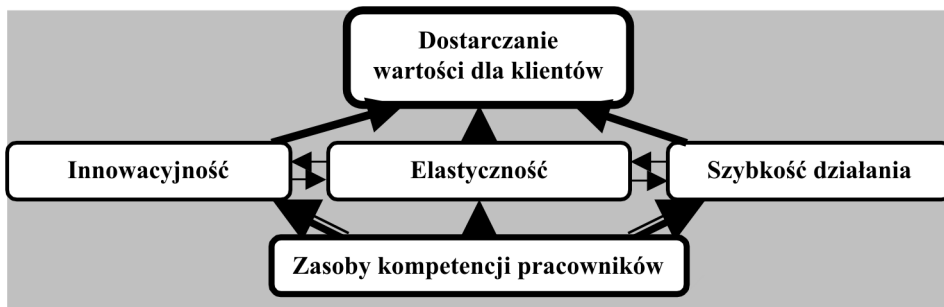 Dostarczanie
wartości dla klientów
Innowacyjność
Elastyczność
Szybkość działania
Zasoby kompetencji pracowników